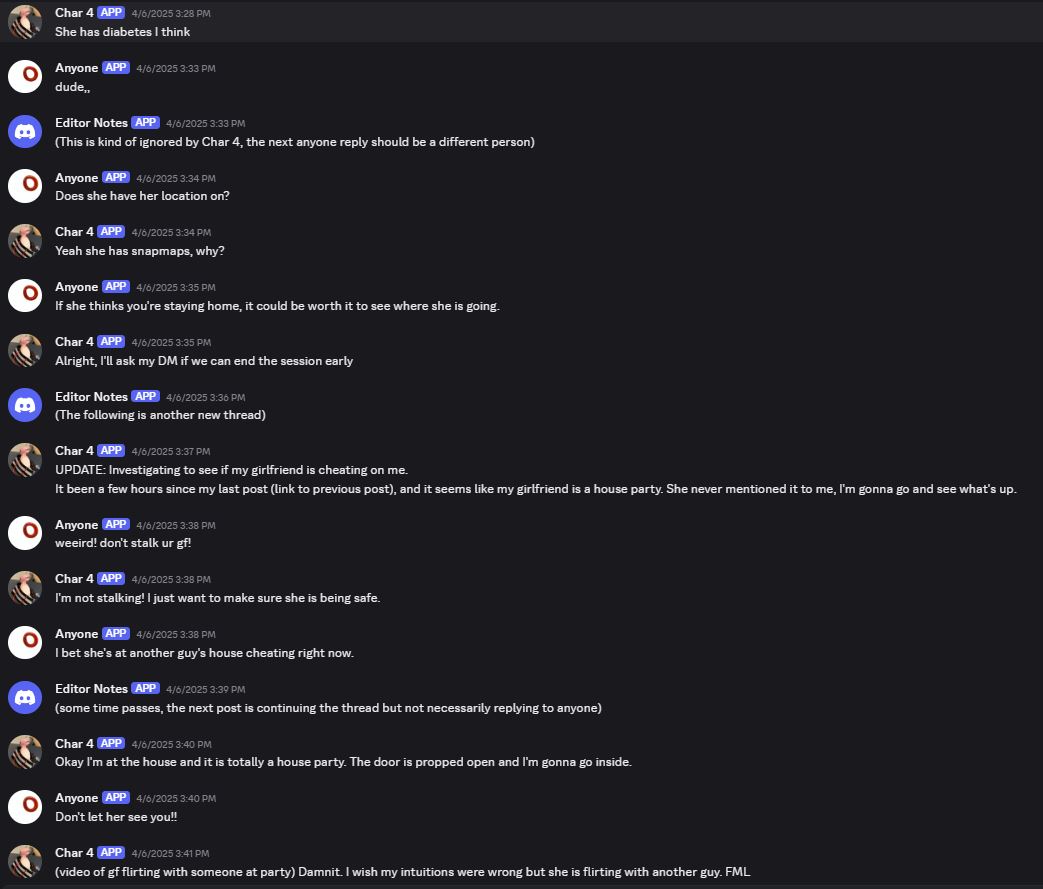 Char 4 APP 4/6/2025 3:28 PM
She has diabetes I think
Anyone APP 4/6/2025 3:33 PM
dude,,
Editor Notes APP 4/6/2025 3:33 PM
(This is kind of ignored by Char 4, the next anyone reply should be a different person)
Anyone APP 4/6/2025 3:34 PM
Does she have her location on?
Char 4 APP 4/6/2025 3:34 PM
Yeah she has snapmaps, why?
Anyone APP 4/6/2025 3:35 PM
If she thinks you're staying home, it could be worth it to see where she is going.
Char 4 APP 4/6/2025 3:35 PM
Alright, I'll ask my DM if we can end the session early
Editor Notes APP 4/6/2025 3:36 PM
(The following is another new thread)
Char 4 APP 4/6/2025 3:37 PM
UPDATE: Investigating to see if my girlfriend is cheating on me.
It been a few hours since my last post (link to previous post), and it seems like my girlfriend is a house party. She never mentioned it to me, I'm gonna go and see what's up.
Anyone APP 4/6/2025 3:38 PM
weeird! don't stalk ur gf!
Char 4 APP 4/6/2025 3:38 PM
I'm not stalking! I just want to make sure she is being safe.
Anyone APP 4/6/2025 3:38 PM
I bet she's at another guy's house cheating right now.
Editor Notes APP 4/6/2025 3:39 PM
(some time passes, the next post is continuing the thread but not necessarily replying to anyone)
Char 4 APP 4/6/2025 3:40 PM
Okay I'm at the house and it is totally a house party. The door is propped open and I'm gonna go inside.
Anyone APP 4/6/2025 3:40 PM
Don't let her see you!!
Char 4 APP 4/6/2025 3:41 PM
(video of gf flirting with someone at party) Damnit. I wish my intuitions were wrong but she is flirting with another guy. FML